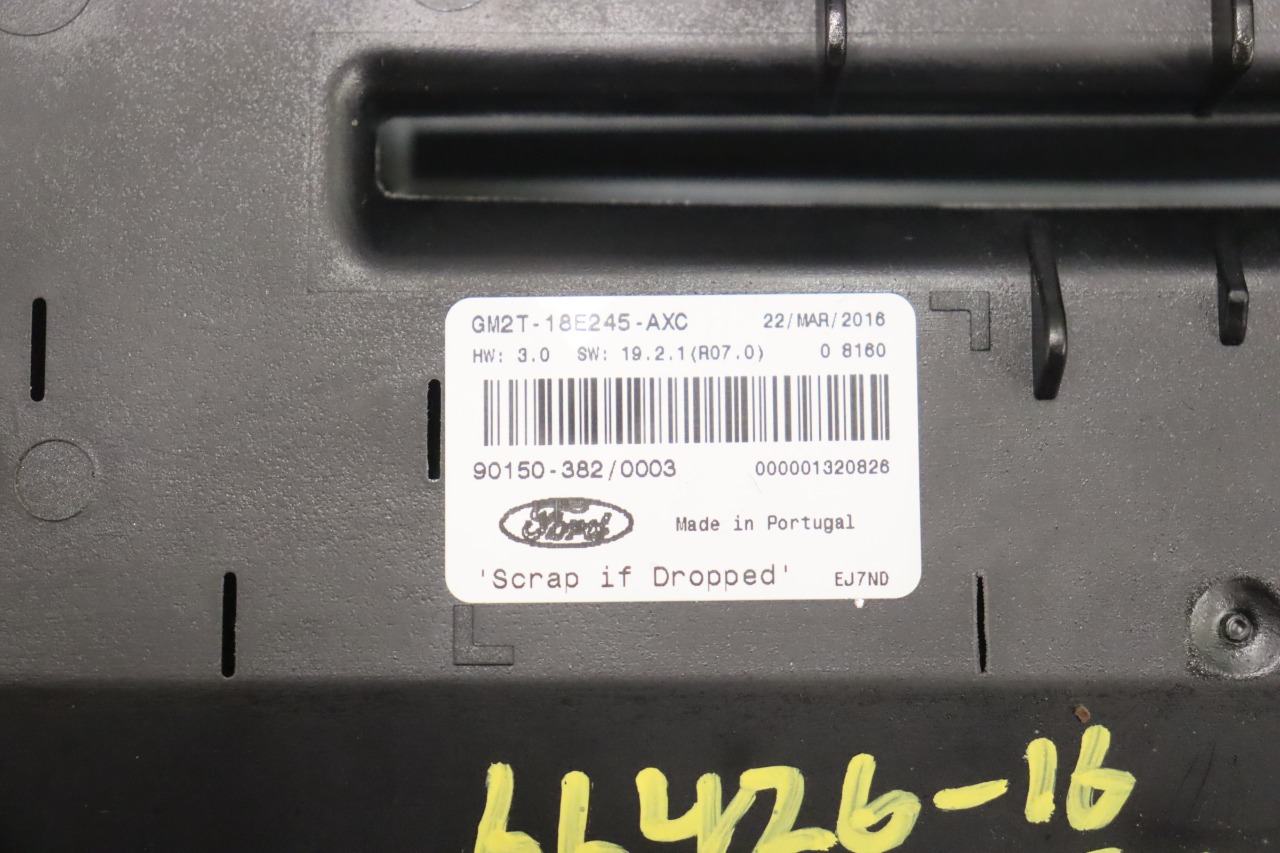 GM2T-18E245-AXC 22/MAR/2016
HW: 3.0 SW: 19.2.1(R07.0) 0 8160
90150-382/0003 000001320826
Ford Made in Portugal
'Scrap if Dropped' EJ7ND
66426-16